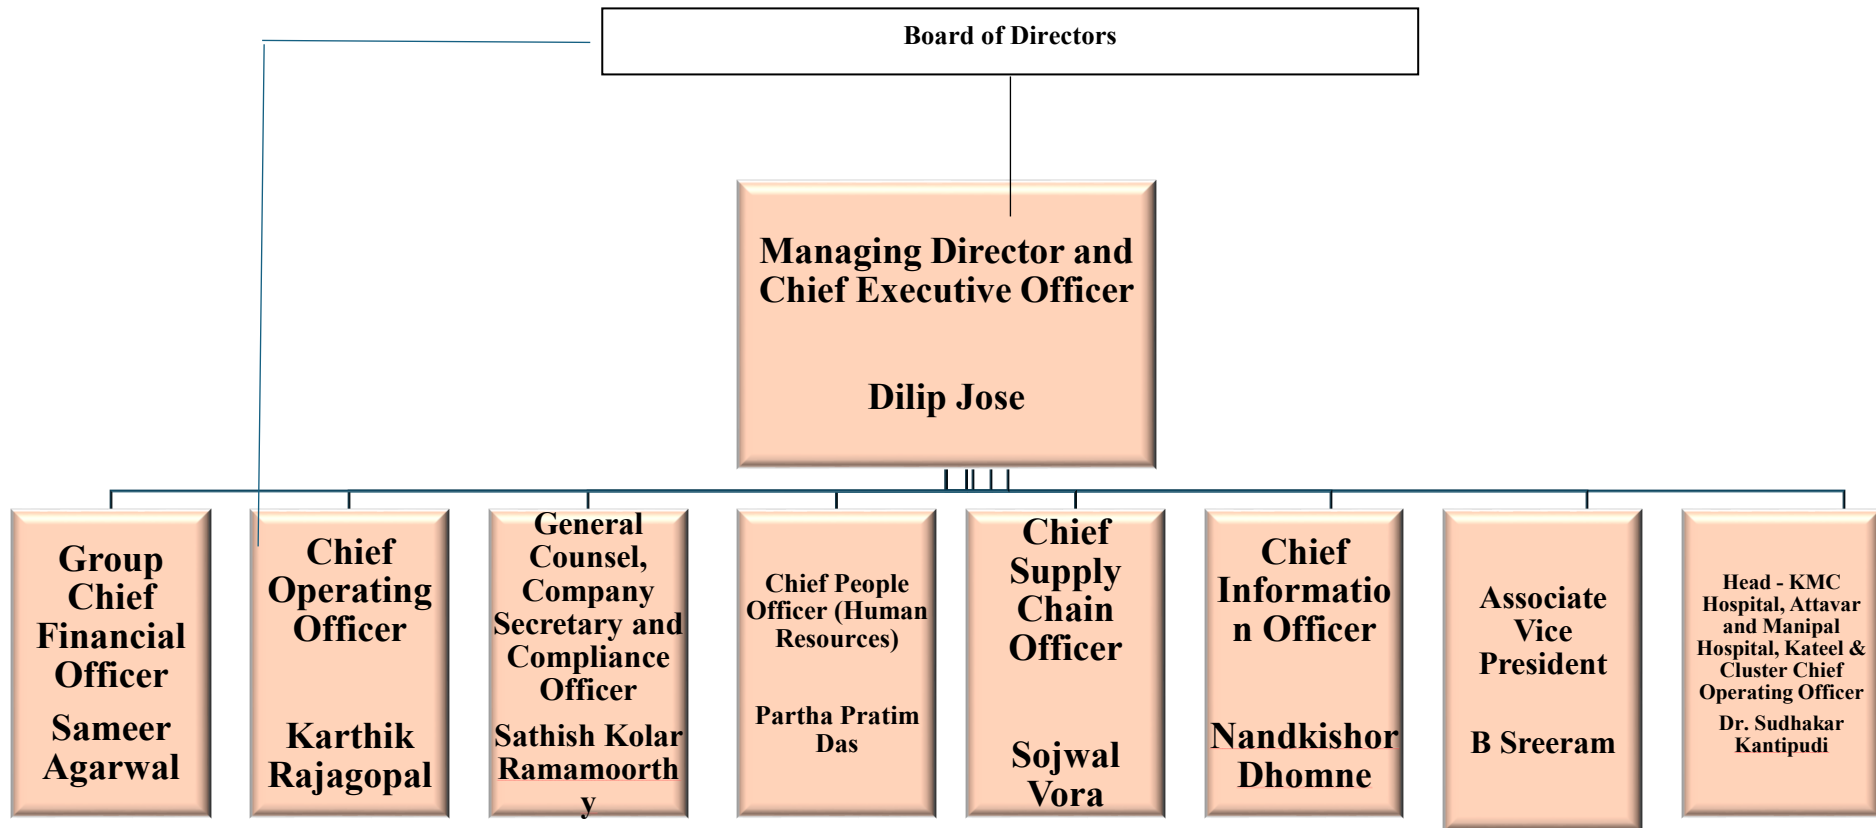 Board of Directors
Managing Director and
Chief Executive Officer
Dilip Jose
Group
Chief
Financial
Officer
Sameer
Agarwal
Chief
Operating
Officer
Karthik
Rajagopal
General
Counsel,
Company
Secretary and
Compliance
Officer
Sathish Kolar
Ramamoorth
y
Chief People
Officer (Human
Resources)
Partha Pratim
Das
Chief
Supply
Chain
Officer
Sojwal
Vora
Chief
Informatio
n Officer
Nandkishor
Dhomne
Associate
Vice
President
B Sreeram
Head - KMC
Hospital, Attavar
and Manipal
Hospital, Kateel &
Cluster Chief
Operating Officer
Dr. Sudhakar
Kantipudi